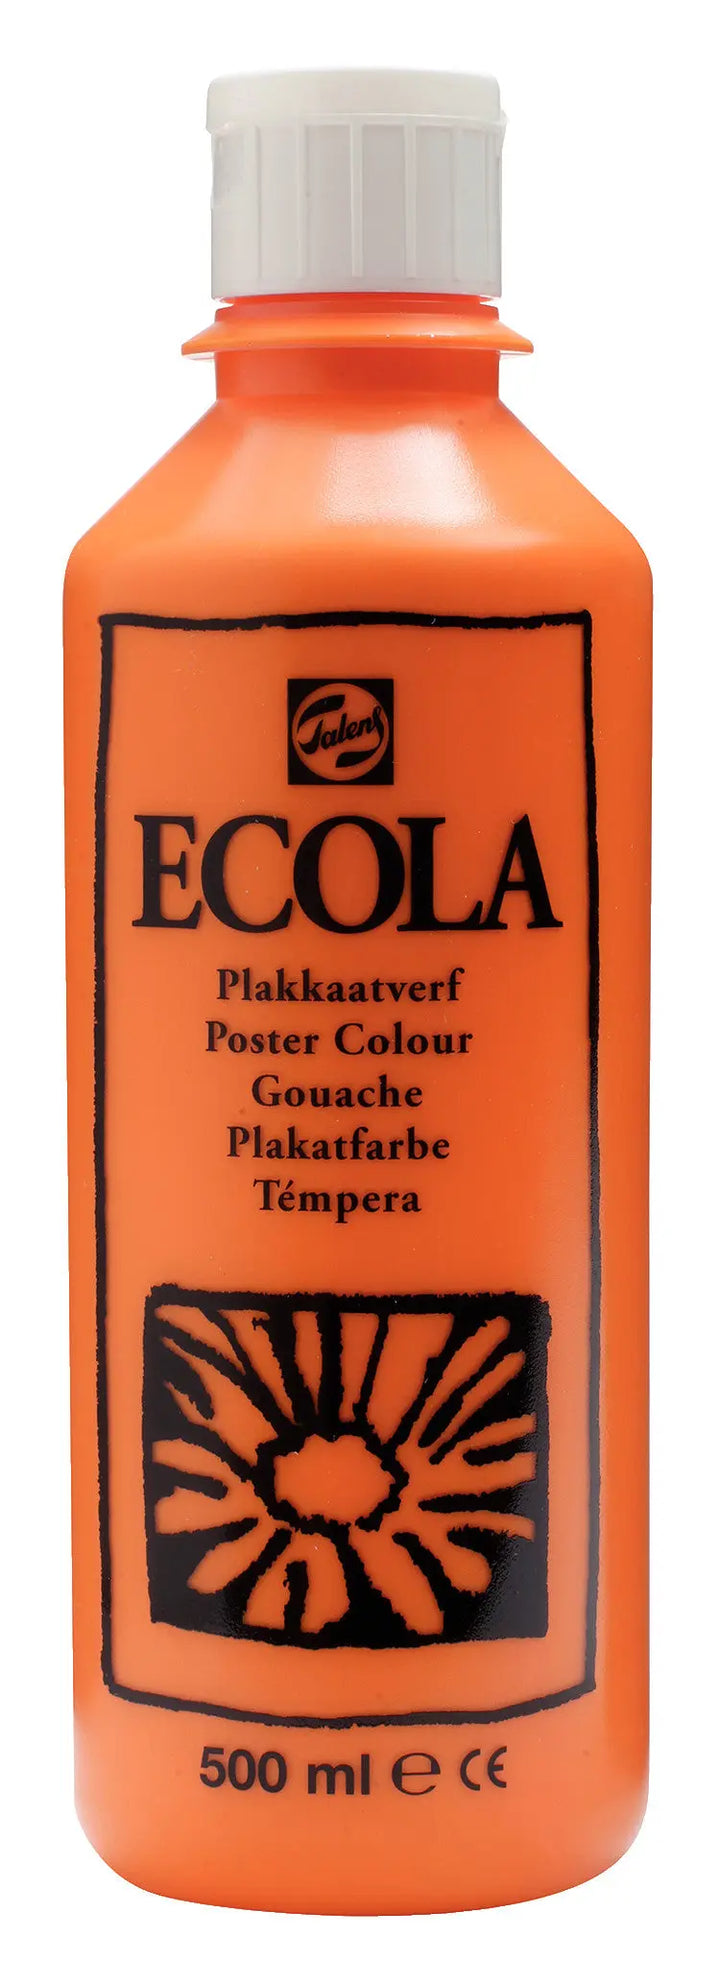 Talens
ECOLA
Plakkaatverf
Poster Colour
Gouache
Plakatfarbe
Témpera
500 ml ℮ CE